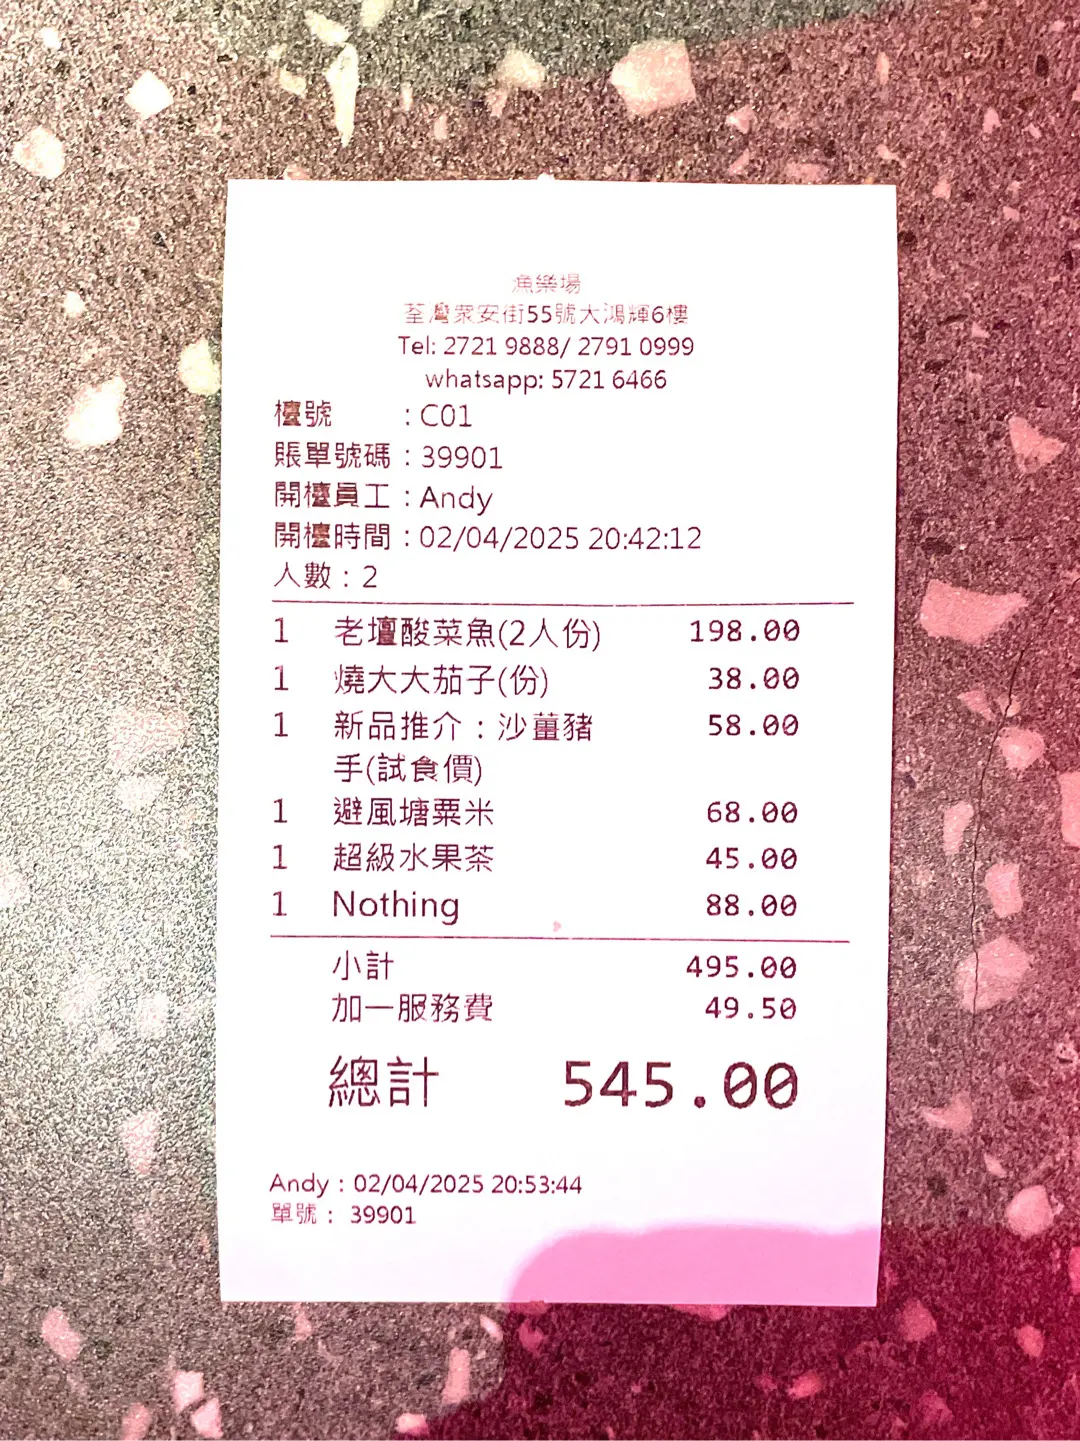 漁樂場
荃灣眾安街55號大鴻輝6樓
Tel: 2721 9888/ 2791 0999
whatsapp: 5721 6466
檯號 : C01
賬單號碼 : 39901
開檯員工 : Andy
開檯時間 : 02/04/2025 20:42:12
人數 : 2
1 老壇酸菜魚(2人份) 198.00
1 燒大大茄子(份) 38.00
1 新品推介 : 沙薑豬 58.00
手(試食價)
1 避風塘粟米 68.00
1 超級水果茶 45.00
1 Nothing 88.00
小計 495.00
加一服務費 49.50
總計 545.00
Andy : 02/04/2025 20:53:44
單號 : 39901